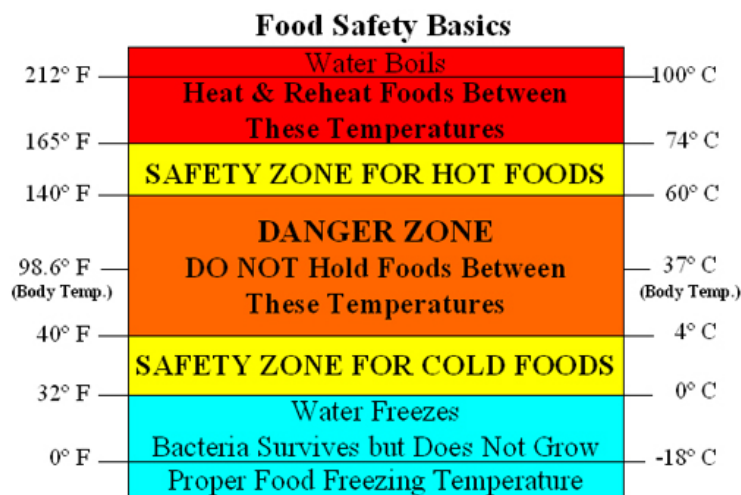 Food Safety Basics
Water Boils
212° F
100° C
Heat & Reheat Foods Between
These Temperatures
165° F
74° C
SAFETY ZONE FOR HOT FOODS
140° F
60° C
DANGER ZONE
98.6° F
DO NOT Hold Foods Between
37° C
(Body Temp.)
These Temperatures
(Body Temp.)
40° F
4° C
SAFETY ZONE FOR COLD FOODS
32° F
0° C
Water Freezes
Bacteria Survives but Does Not Grow
0° F
-18° C
Proper Food Freezing Temperature